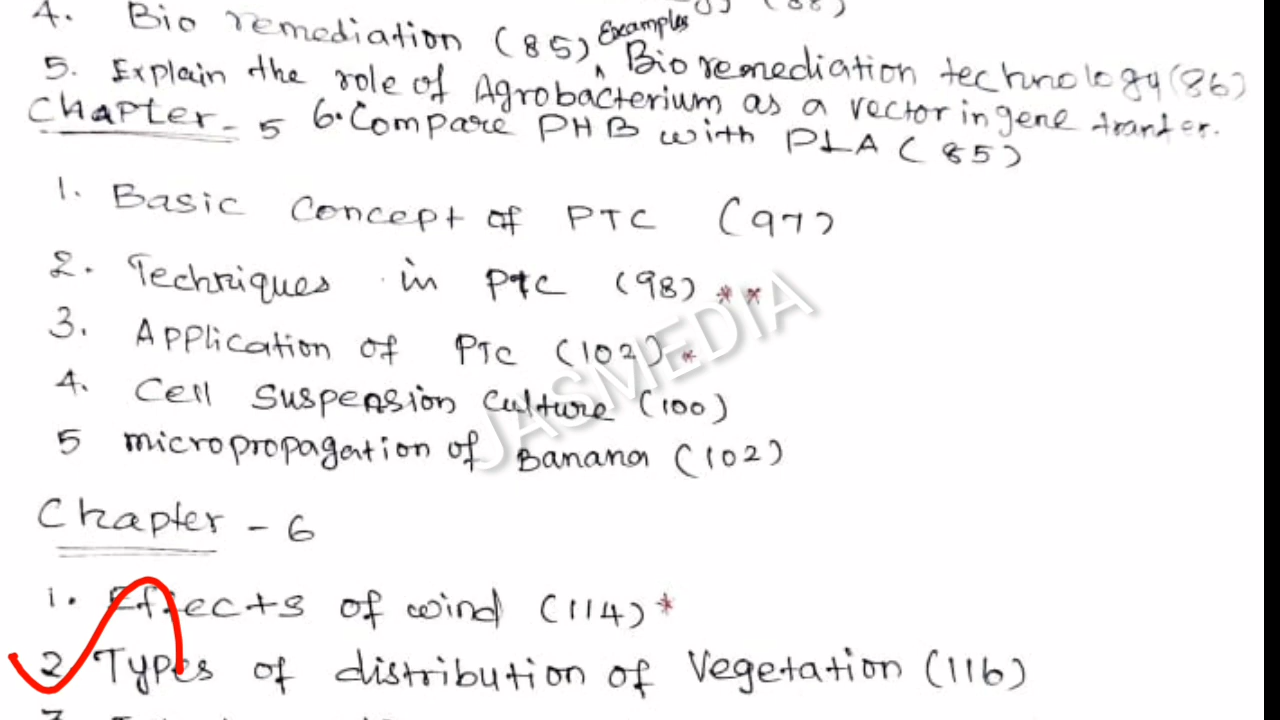 4. Bio remediation (85)
Examples
5. Explain the role of Agrobacterium as a vector in gene tranfer.
^ Bio remediation technology (86)
Chapter - 5
6. Compare PHB with PLA (85)
1. Basic Concept of PTC (97)
2. Techniques in PTC (98) **
3. Application of PTC (102) *
4. Cell Suspension Culture (100)
5 micropropagation of Banana (102)
Chapter - 6
1. Effects of wind (114) *
2. Types of distribution of Vegetation (116)
JASMEDIA